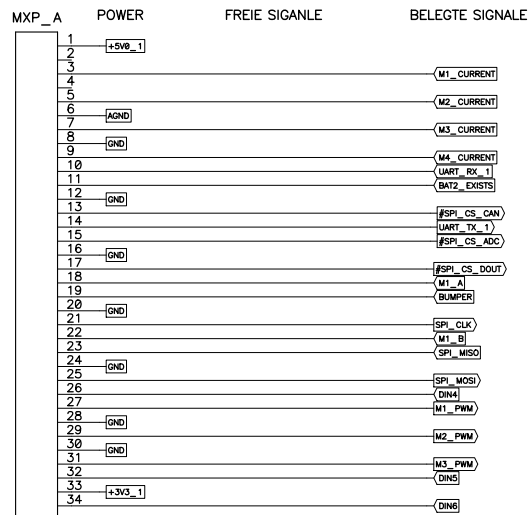 MXP_A POWER FREIE SIGANLE BELEGTE SIGNALE
1 +5V0_1
2
3 M1_CURRENT
4
5 M2_CURRENT
6 AGND
7 M3_CURRENT
8 GND
9 M4_CURRENT
10 UART_RX_1
11 BAT2_EXISTS
12 GND
13 #SPI_CS_CAN
14 UART_TX_1
15 #SPI_CS_ADC
16 GND
17 #SPI_CS_DOUT
18 M1_A
19 BUMPER
20 GND
21 SPI_CLK
22 M1_B
23 SPI_MISO
24 GND
25 SPI_MOSI
26 DIN4
27 M1_PWM
28 GND
29 M2_PWM
30 GND
31 M3_PWM
32 DIN5
33 +3V3_1
34 DIN6